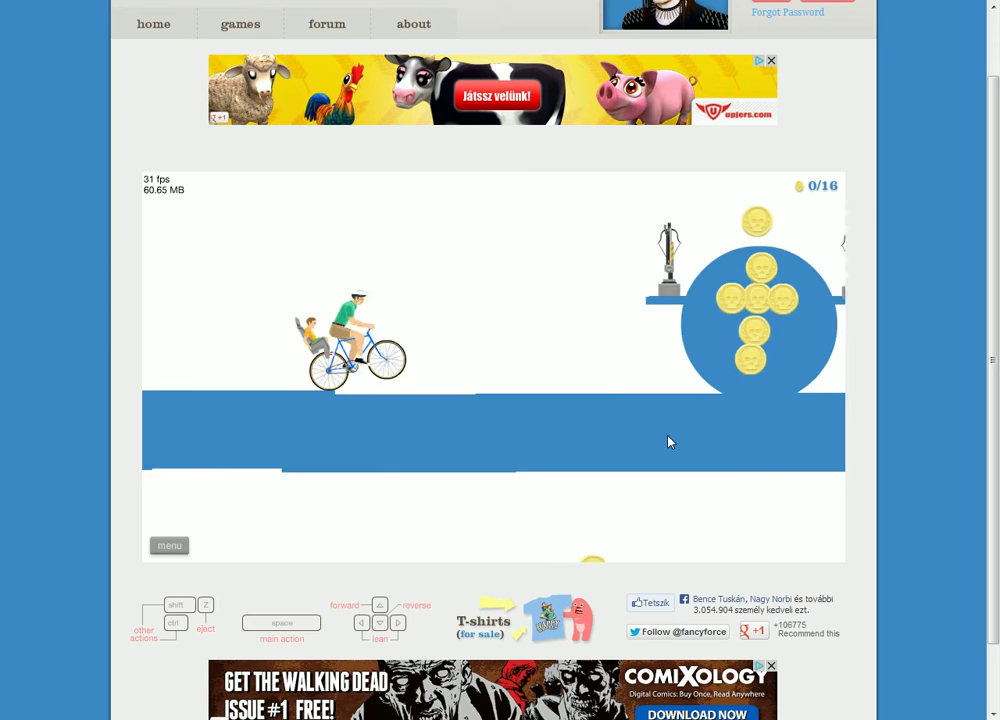 home games forum about
Forgot Password
Játssz velünk!
+1
upjers.com
31 fps
60.65 MB
0/16
menu
shift Z
ctrl
other actions
eject
space
main action
forward
reverse
lean
T-shirts
(for sale)
Tetszik
Bence Tuskán, Nagy Norbi és további
3.054.904 személy kedveli ezt.
Follow @fancyforce
+1
+106775
Recommend this
GET THE WALKING DEAD
ISSUE #1 FREE!
COMIXOLOGY
Digital Comics: Buy Once, Read Anywhere
DOWNLOAD NOW